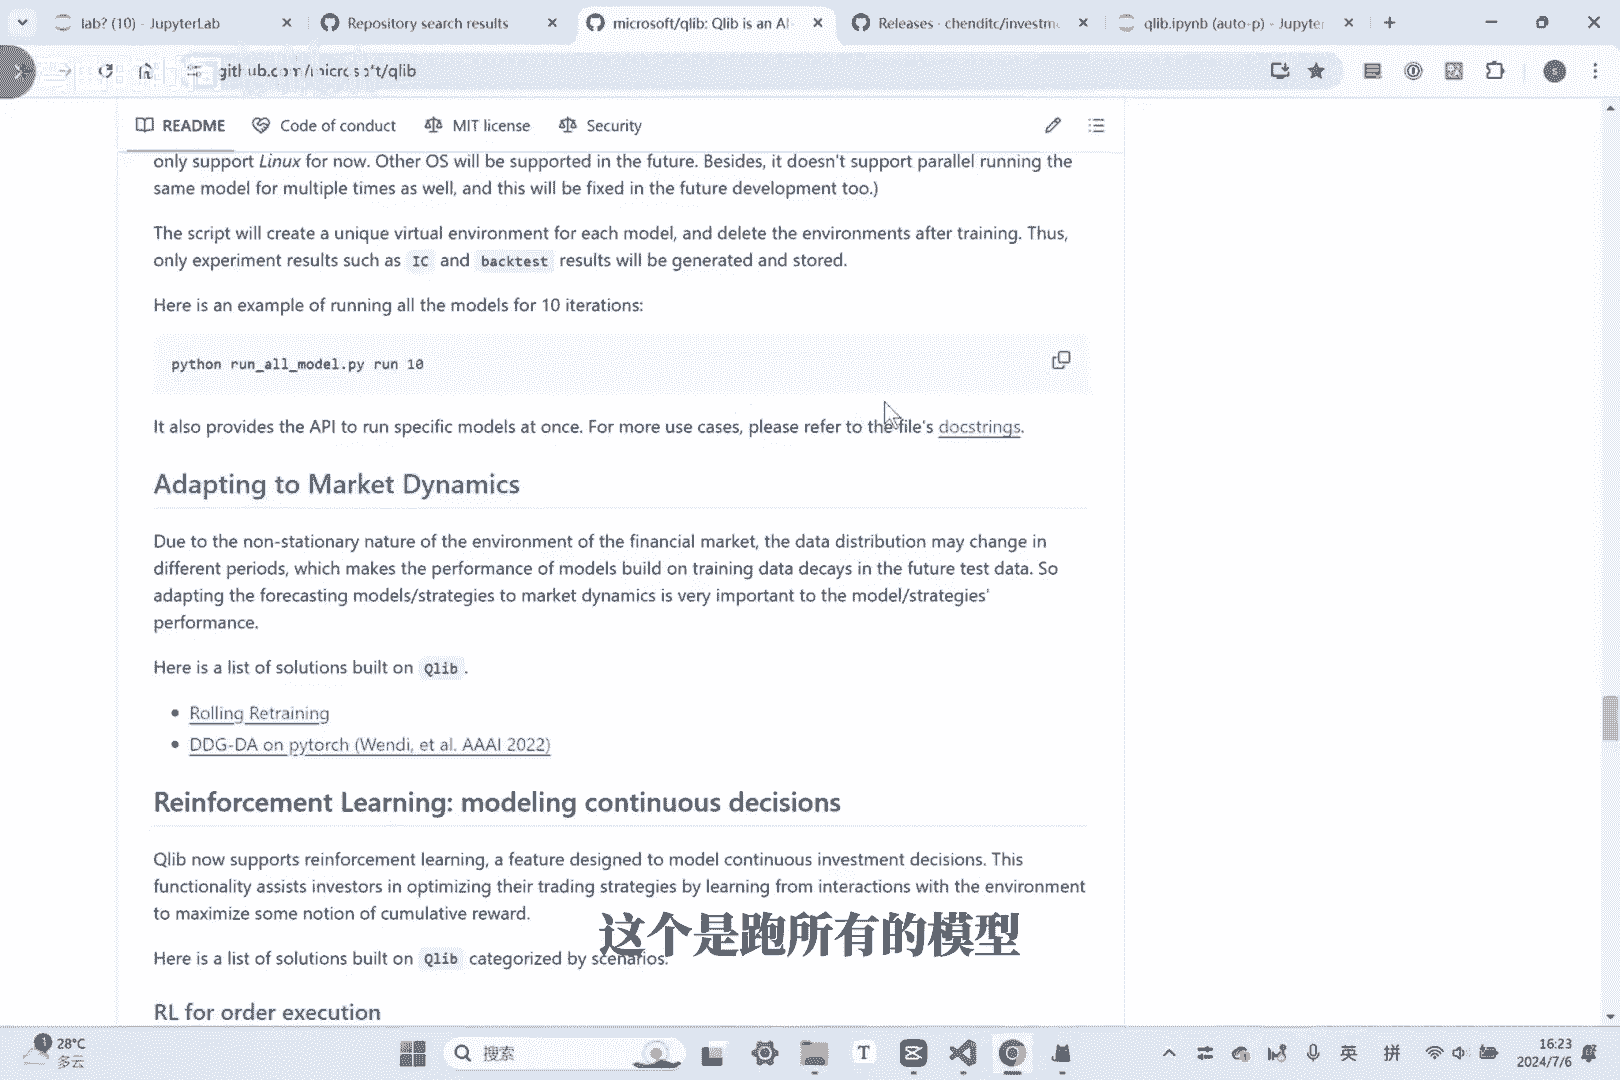 lab? (10) - JupyterLab
Repository search results
microsoft/qlib: Qlib is an AI-
Releases · chenditc/investme
qlib.ipynb (auto-p) - Jupyter
github.com/microsoft/qlib
README
Code of conduct
MIT license
Security
only support Linux for now. Other OS will be supported in the future. Besides, it doesn't support parallel running the
same model for multiple times as well, and this will be fixed in the future development too.)
The script will create a unique virtual environment for each model, and delete the environments after training. Thus,
only experiment results such as IC and backtest results will be generated and stored.
Here is an example of running all the models for 10 iterations:
python run_all_model.py run 10
It also provides the API to run specific models at once. For more use cases, please refer to the file's docstrings.
Adapting to Market Dynamics
Due to the non-stationary nature of the environment of the financial market, the data distribution may change in
different periods, which makes the performance of models build on training data decays in the future test data. So
adapting the forecasting models/strategies to market dynamics is very important to the model/strategies'
performance.
Here is a list of solutions built on Qlib .
Rolling Retraining
DDG-DA on pytorch (Wendi, et al. AAAI 2022)
Reinforcement Learning: modeling continuous decisions
Qlib now supports reinforcement learning, a feature designed to model continuous investment decisions. This
functionality assists investors in optimizing their trading strategies by learning from interactions with the environment
to maximize some notion of cumulative reward.
这个是跑所有的模型
Here is a list of solutions built on Qlib categorized by scenarios.
RL for order execution
1
28°C
多云
搜索
英
拼
16:23
2024/7/6